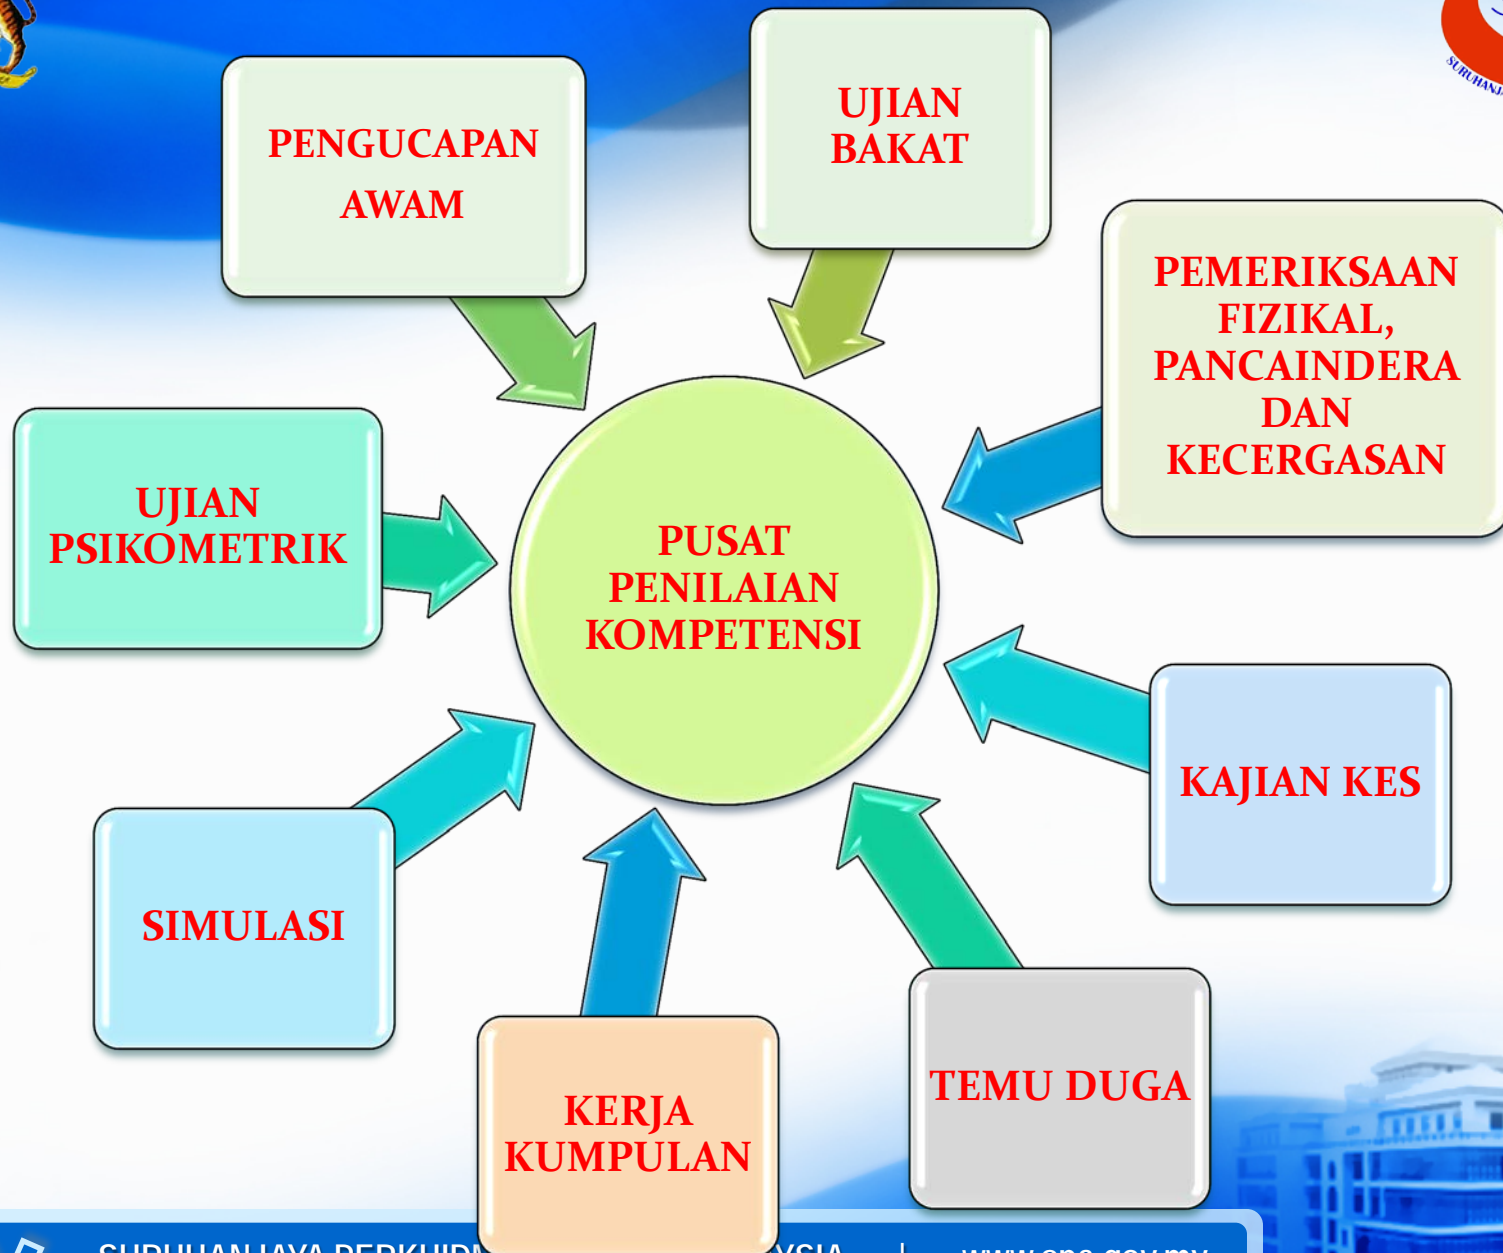 PENGUCAPAN
AWAM
UJIAN
BAKAT
PEMERIKSAAN
FIZIKAL,
PANCAINDERA
DAN
KECERGASAN
UJIAN
PSIKOMETRIK
PUSAT
PENILAIAN
KOMPETENSI
KAJIAN KES
SIMULASI
TEMU DUGA
KERJA
KUMPULAN